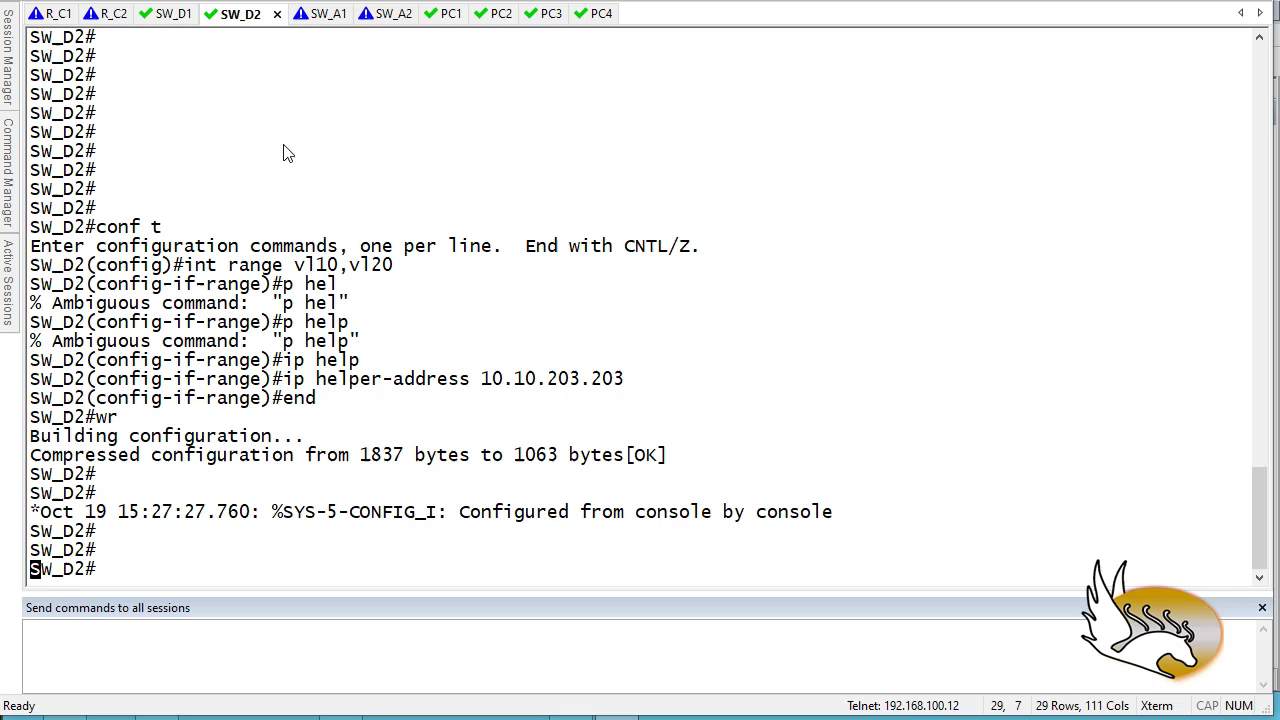 R_C1 R_C2 SW_D1 SW_D2 × SW_A1 SW_A2 PC1 PC2 PC3 PC4
Session Manager
Command Manager
Active Sessions
SW_D2#
SW_D2#
SW_D2#
SW_D2#
SW_D2#
SW_D2#
SW_D2#
SW_D2#
SW_D2#
SW_D2#
SW_D2#conf t
Enter configuration commands, one per line.  End with CNTL/Z.
SW_D2(config)#int range vl10,vl20
SW_D2(config-if-range)#p hel
% Ambiguous command:  "p hel"
SW_D2(config-if-range)#p help
% Ambiguous command:  "p help"
SW_D2(config-if-range)#ip help
SW_D2(config-if-range)#ip helper-address 10.10.203.203
SW_D2(config-if-range)#end
SW_D2#wr
Building configuration...
Compressed configuration from 1837 bytes to 1063 bytes[OK]
SW_D2#
SW_D2#
*Oct 19 15:27:27.760: %SYS-5-CONFIG_I: Configured from console by console
SW_D2#
SW_D2#
SW_D2#
Send commands to all sessions ×
Ready Telnet: 192.168.100.12 29, 7 29 Rows, 111 Cols Xterm CAP NUM